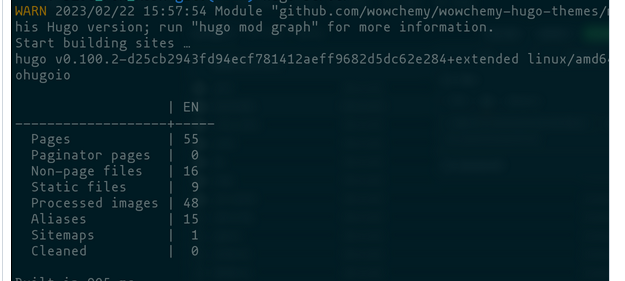 WARN 2023/02/22 15:57:54 Module "github.com/wowchemy/wowchemy-hugo-themes/
his Hugo version; run "hugo mod graph" for more information.
Start building sites …
hugo v0.100.2-d25cb2943fd94ecf781412aeff9682d5dc62e284+extended linux/amd6
ohugoio
| EN
-------------------+-----
Pages | 55
Paginator pages | 0
Non-page files | 16
Static files | 9
Processed images | 48
Aliases | 15
Sitemaps | 1
Cleaned | 0